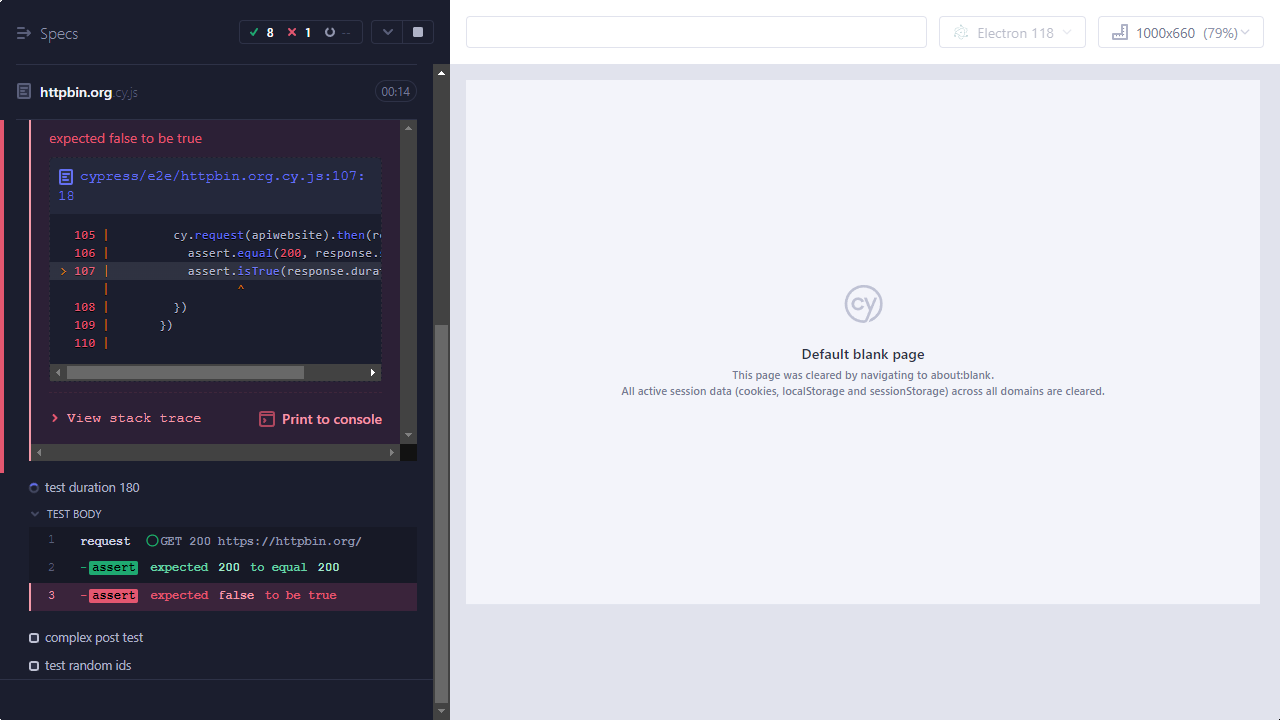 Specs
8
1
--
Electron 118
1000x660 (79%)
httpbin.org.cy.js
00:14
expected false to be true
cypress/e2e/httpbin.org.cy.js:107:
18
105 | cy.request(apiwebsite).then(re
106 | assert.equal(200, response.s
> 107 | assert.isTrue(response.durat
| ^
108 | })
109 | })
110 |
View stack trace
Print to console
test duration 180
TEST BODY
1 request GET 200 https://httpbin.org/
2 -assert expected 200 to equal 200
3 -assert expected false to be true
complex post test
test random ids
cy
Default blank page
This page was cleared by navigating to about:blank.
All active session data (cookies, localStorage and sessionStorage) across all domains are cleared.